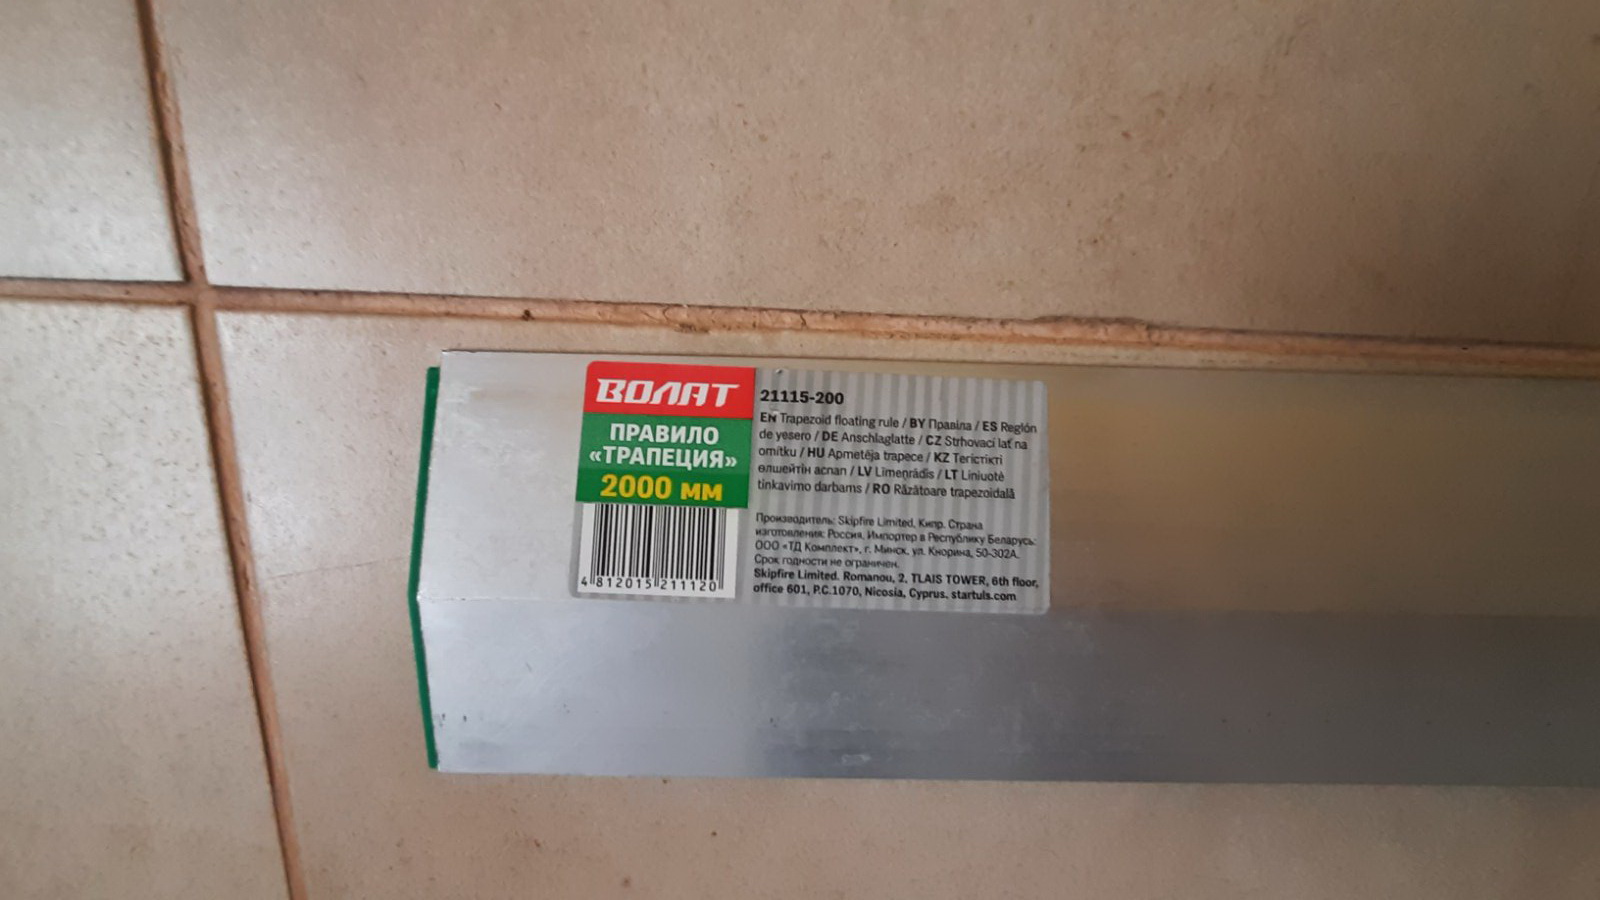 ВОЛАТ
ПРАВИЛО
«ТРАПЕЦИЯ»
2000 мм
4 812015 211120
21115-200
EN Trapezoid floating rule / BY Правіла / ES Reglón
de yesero / DE Anschlaglatte / CZ Strhovací lať na
omítku / HU Apmetēja trapece / KZ Тегістікті
өлшейтін аспап / LV Līmeņrādis / LT Liniuotė
tinkavimo darbams / RO Răzătoare trapezoidală
Производитель: Skipfire Limited, Кипр. Страна
изготовления: Россия. Импортер в Республику Беларусь:
ООО «ТД Комплект», г. Минск, ул. Кнорина, 50-302А.
Срок годности не ограничен.
Skipfire Limited. Romanou, 2, TLAIS TOWER, 6th floor,
office 601, P.C.1070, Nicosia, Cyprus. startuls.com